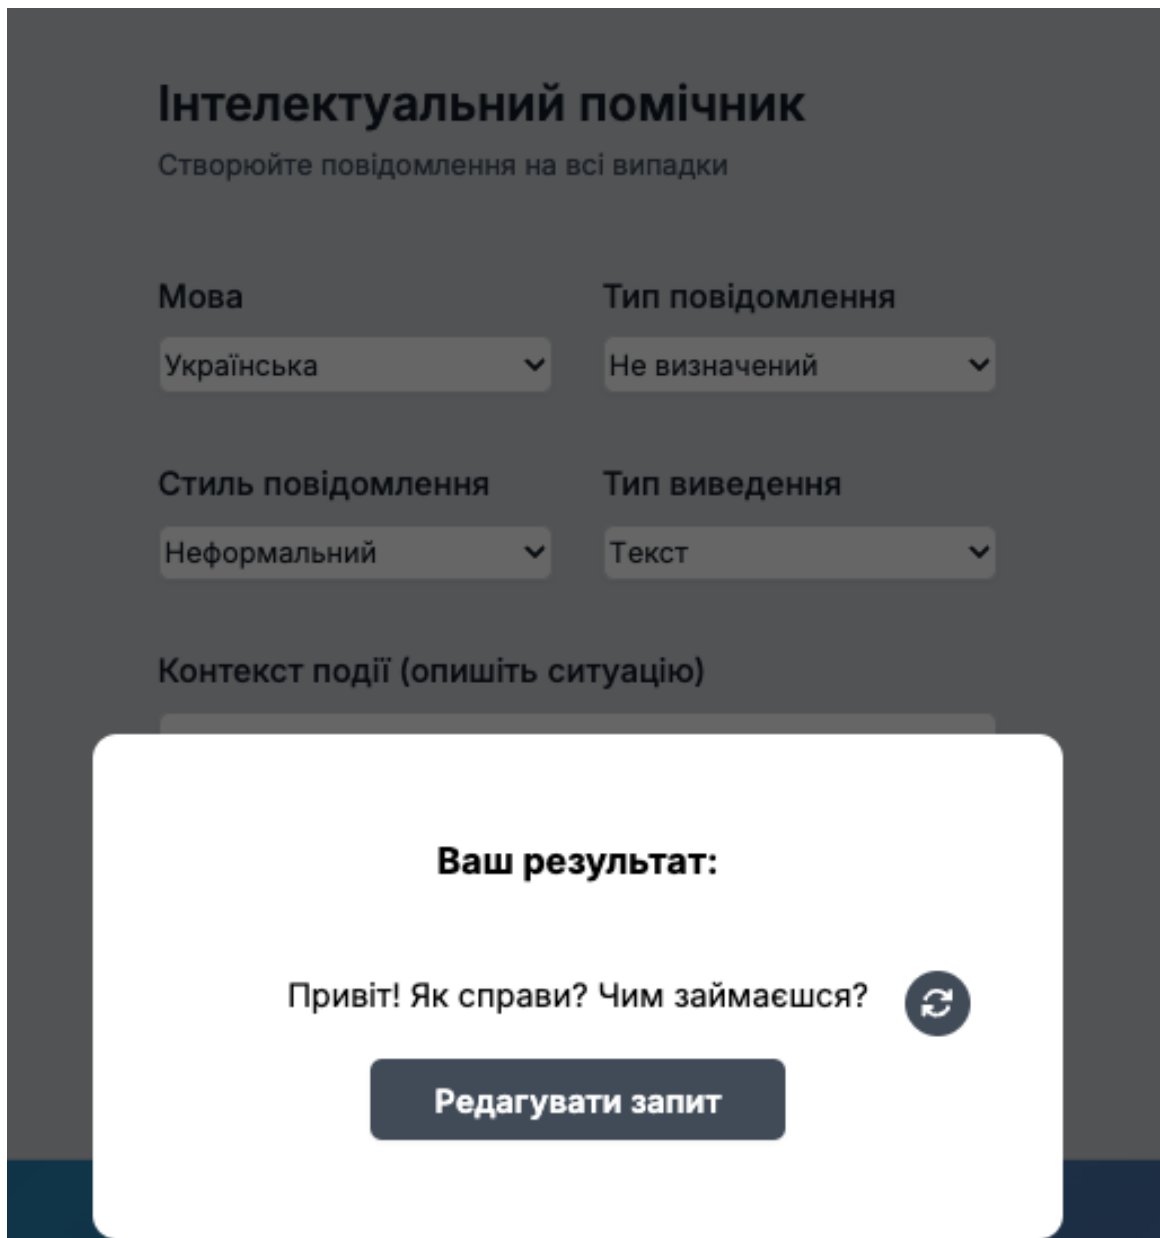 Інтелектуальний помічник
Створюйте повідомлення на всі випадки
Мова
Тип повідомлення
Українська
Не визначений
Стиль повідомлення
Тип виведення
Неформальний
Текст
Контекст події (опишіть ситуацію)
Ваш результат:
Привіт! Як справи? Чим займаєшся?
Редагувати запит